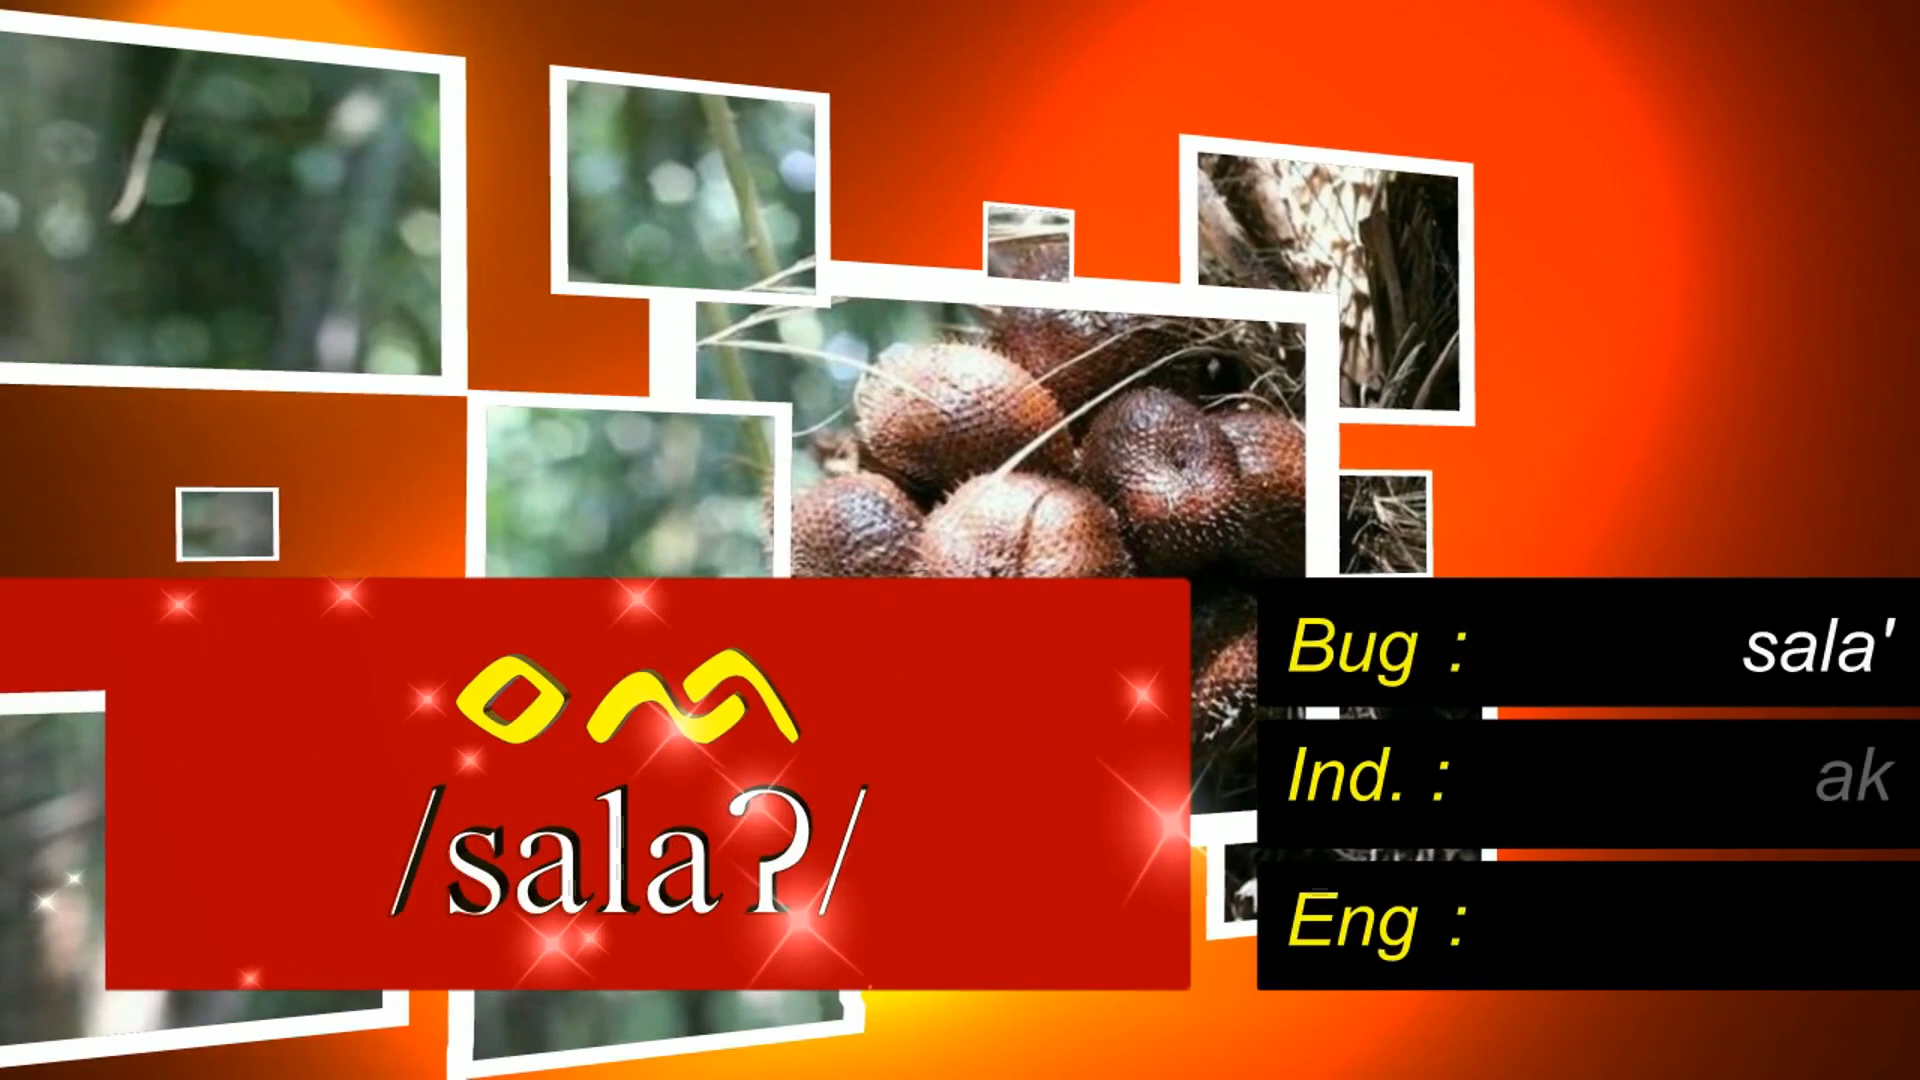 ᨔᨒ
/salaʔ/
Bug : sala'
Ind. : ak
Eng :